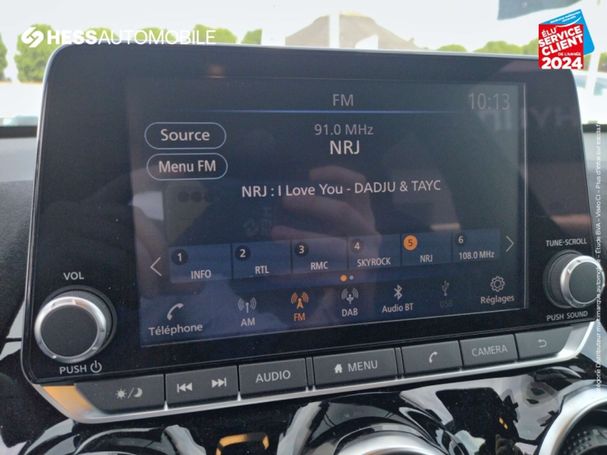 HESSAUTOMOBILE
ÉLU
SERVICE
CLIENT
DE L'ANNÉE
2024
FM
10:13
Source
91.0 MHz
NRJ
Menu FM
NRJ : I Love You - DADJU & TAYC
1 INFO
2 RTL
3 RMC
4 SKYROCK
5 NRJ
6 108.0 MHz
VOL
TUNE-SCROLL
Téléphone
AM
FM
DAB
Audio BT
USB
Réglages
PUSH
PUSH SOUND
AUDIO
MENU
CAMERA